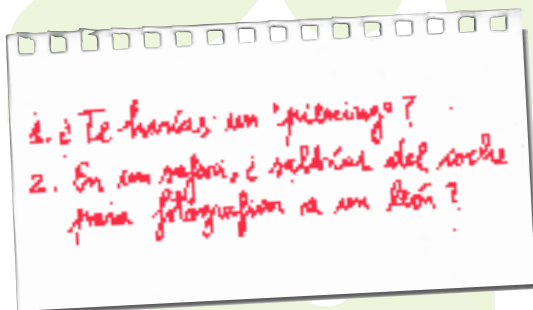 1. ¿Te harías un "piercing"?
2. En un safari, ¿saldrías del coche
para fotografiar a un león?